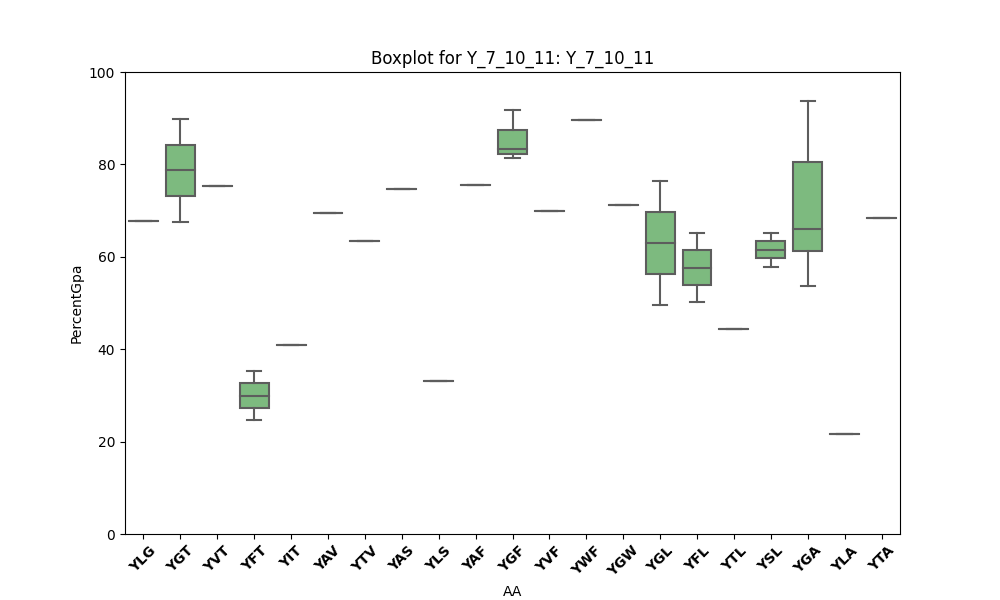 Boxplot for Y_7_10_11: Y_7_10_11
100
80
60
40
20
0
PercentGpa
YLG YGT YVT YFT YIT YAV YTV YAS YLS YAF YGF YVF YWF YGW YGL YFL YTL YSL YGA YLA YTA
AA